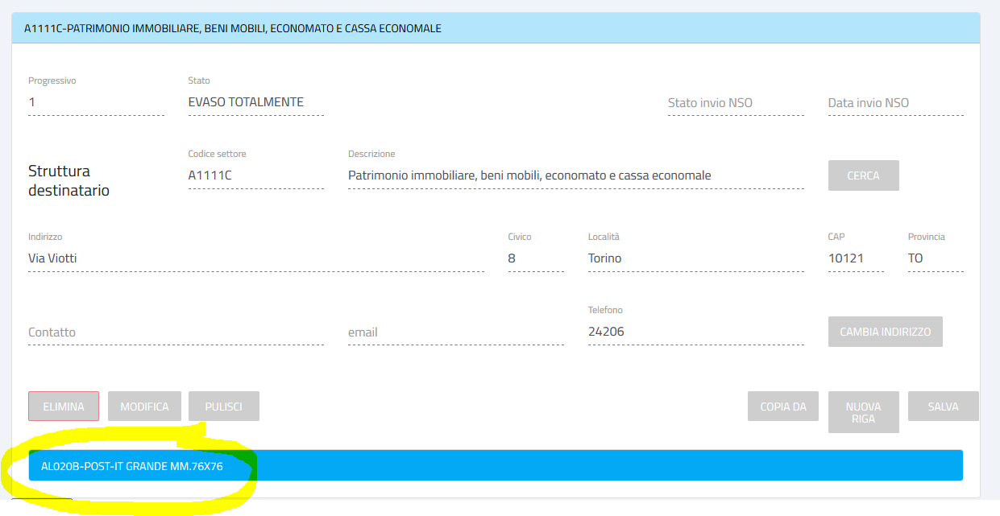 A1111C-PATRIMONIO IMMOBILIARE, BENI MOBILI, ECONOMATO E CASSA ECONOMALE
Progressivo
Stato
1
EVASO TOTALMENTE
Stato invio NSO
Data invio NSO
Codice settore
Descrizione
Struttura
destinatario
A1111C
Patrimonio immobiliare, beni mobili, economato e cassa economale
CERCA
Indirizzo
Civico
Località
CAP
Provincia
Via Viotti
8
Torino
10121
TO
Telefono
Contatto
email
24206
CAMBIA INDIRIZZO
ELIMINA
MODIFICA
PULISCI
COPIA DA
NUOVA
RIGA
SALVA
AL020B-POST-IT GRANDE MM.76X76